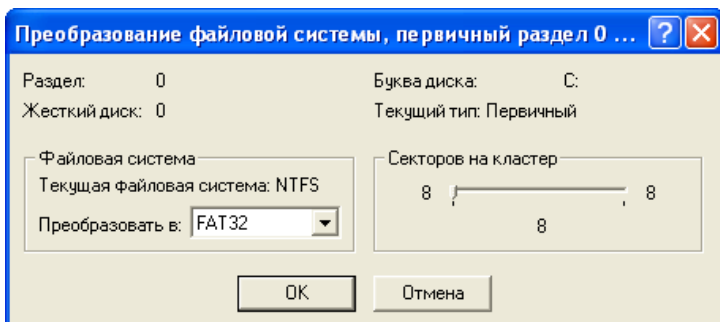 Преобразование файловой системы, первичный раздел 0 ...
Раздел: 0
Буква диска: C:
Жесткий диск: 0
Текущий тип: Первичный
Файловая система
Текущая файловая система: NTFS
Преобразовать в: FAT32
Секторов на кластер
8 8
8
OK
Отмена